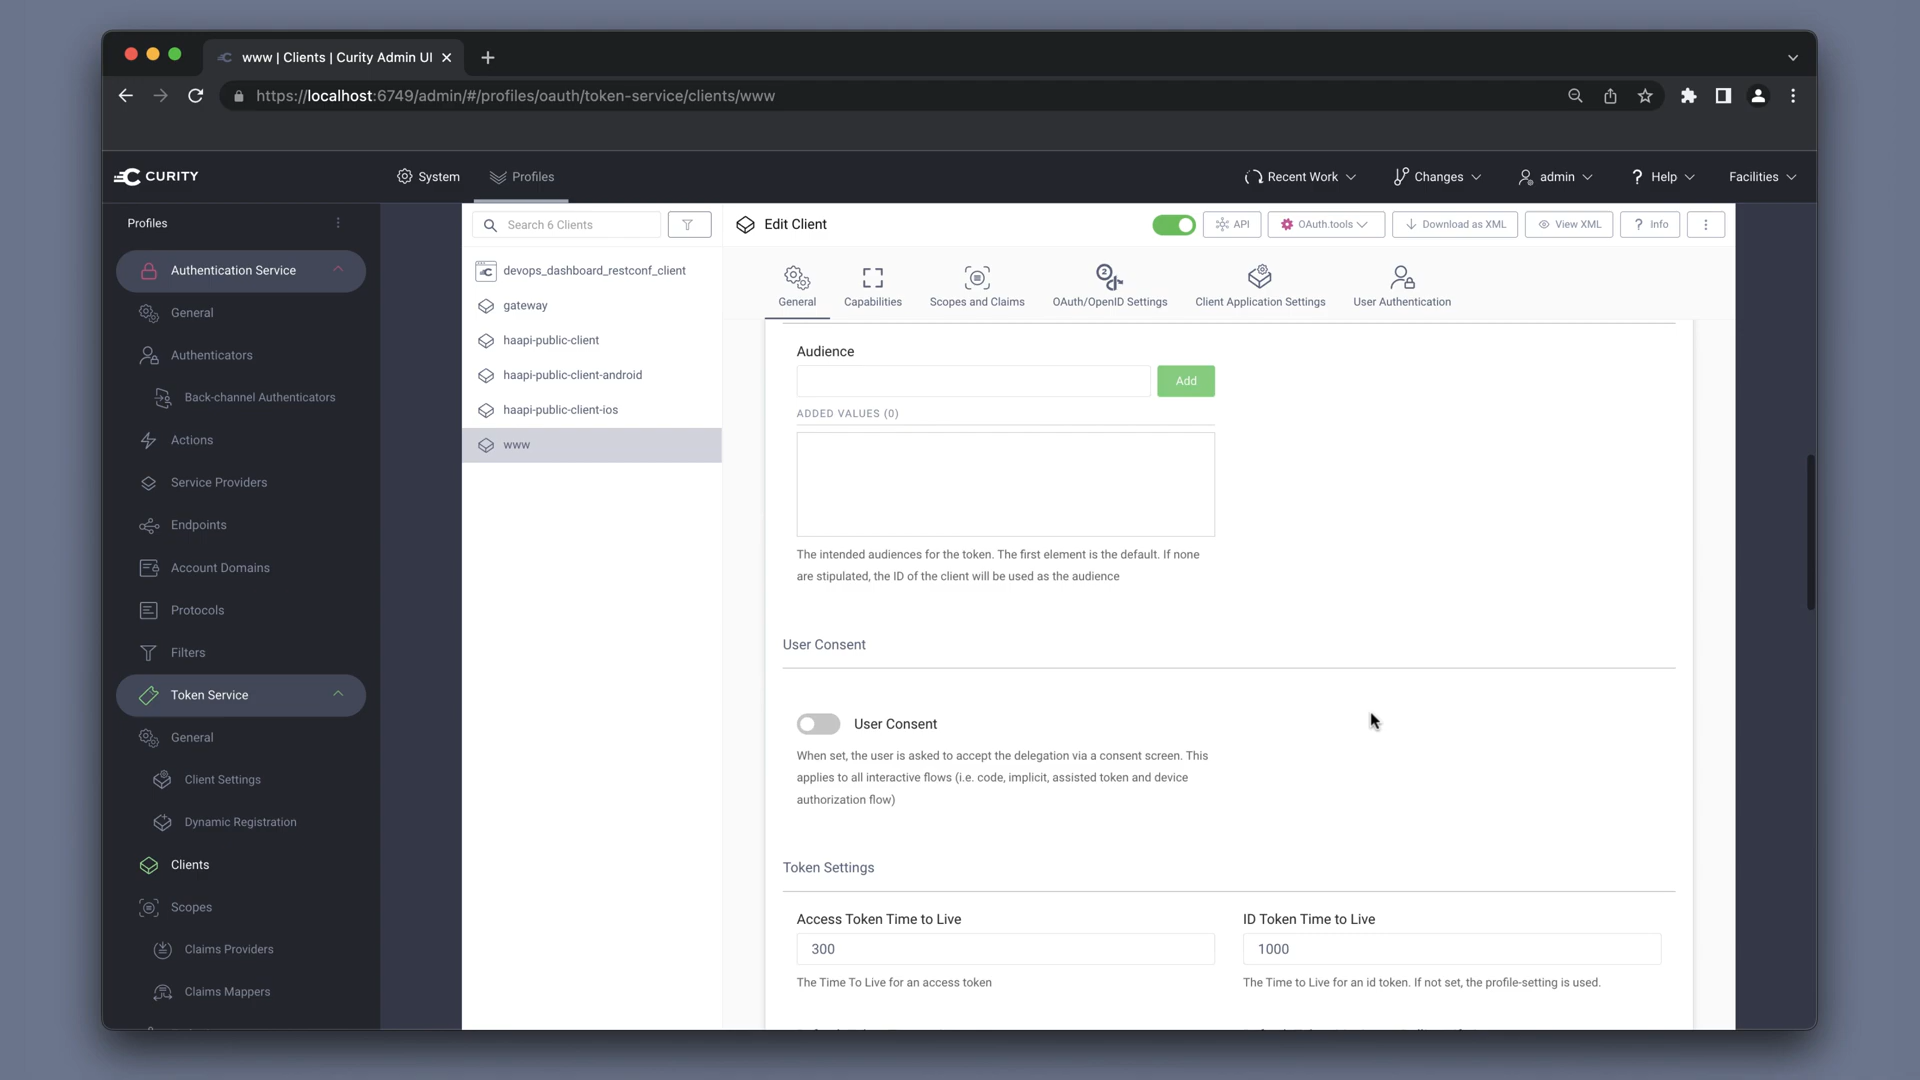 www | Clients | Curity Admin UI
https://localhost:6749/admin/#/profiles/oauth/token-service/clients/www
CURITY
System
Profiles
Recent Work
Changes
admin
? Help
Facilities
Profiles
Authentication Service
General
Authenticators
Back-channel Authenticators
Actions
Service Providers
Endpoints
Account Domains
Protocols
Filters
Token Service
General
Client Settings
Dynamic Registration
Clients
Scopes
Claims Providers
Claims Mappers
Search 6 Clients
devops_dashboard_restconf_client
gateway
haapi-public-client
haapi-public-client-android
haapi-public-client-ios
www
Edit Client
API
OAuth.tools
Download as XML
View XML
? Info
General
Capabilities
Scopes and Claims
OAuth/OpenID Settings
Client Application Settings
User Authentication
Audience
Add
ADDED VALUES (0)
The intended audiences for the token. The first element is the default. If none
are stipulated, the ID of the client will be used as the audience
User Consent
User Consent
When set, the user is asked to accept the delegation via a consent screen. This
applies to all interactive flows (i.e. code, implicit, assisted token and device
authorization flow)
Token Settings
Access Token Time to Live
300
The Time To Live for an access token
ID Token Time to Live
1000
The Time to Live for an id token. If not set, the profile-setting is used.